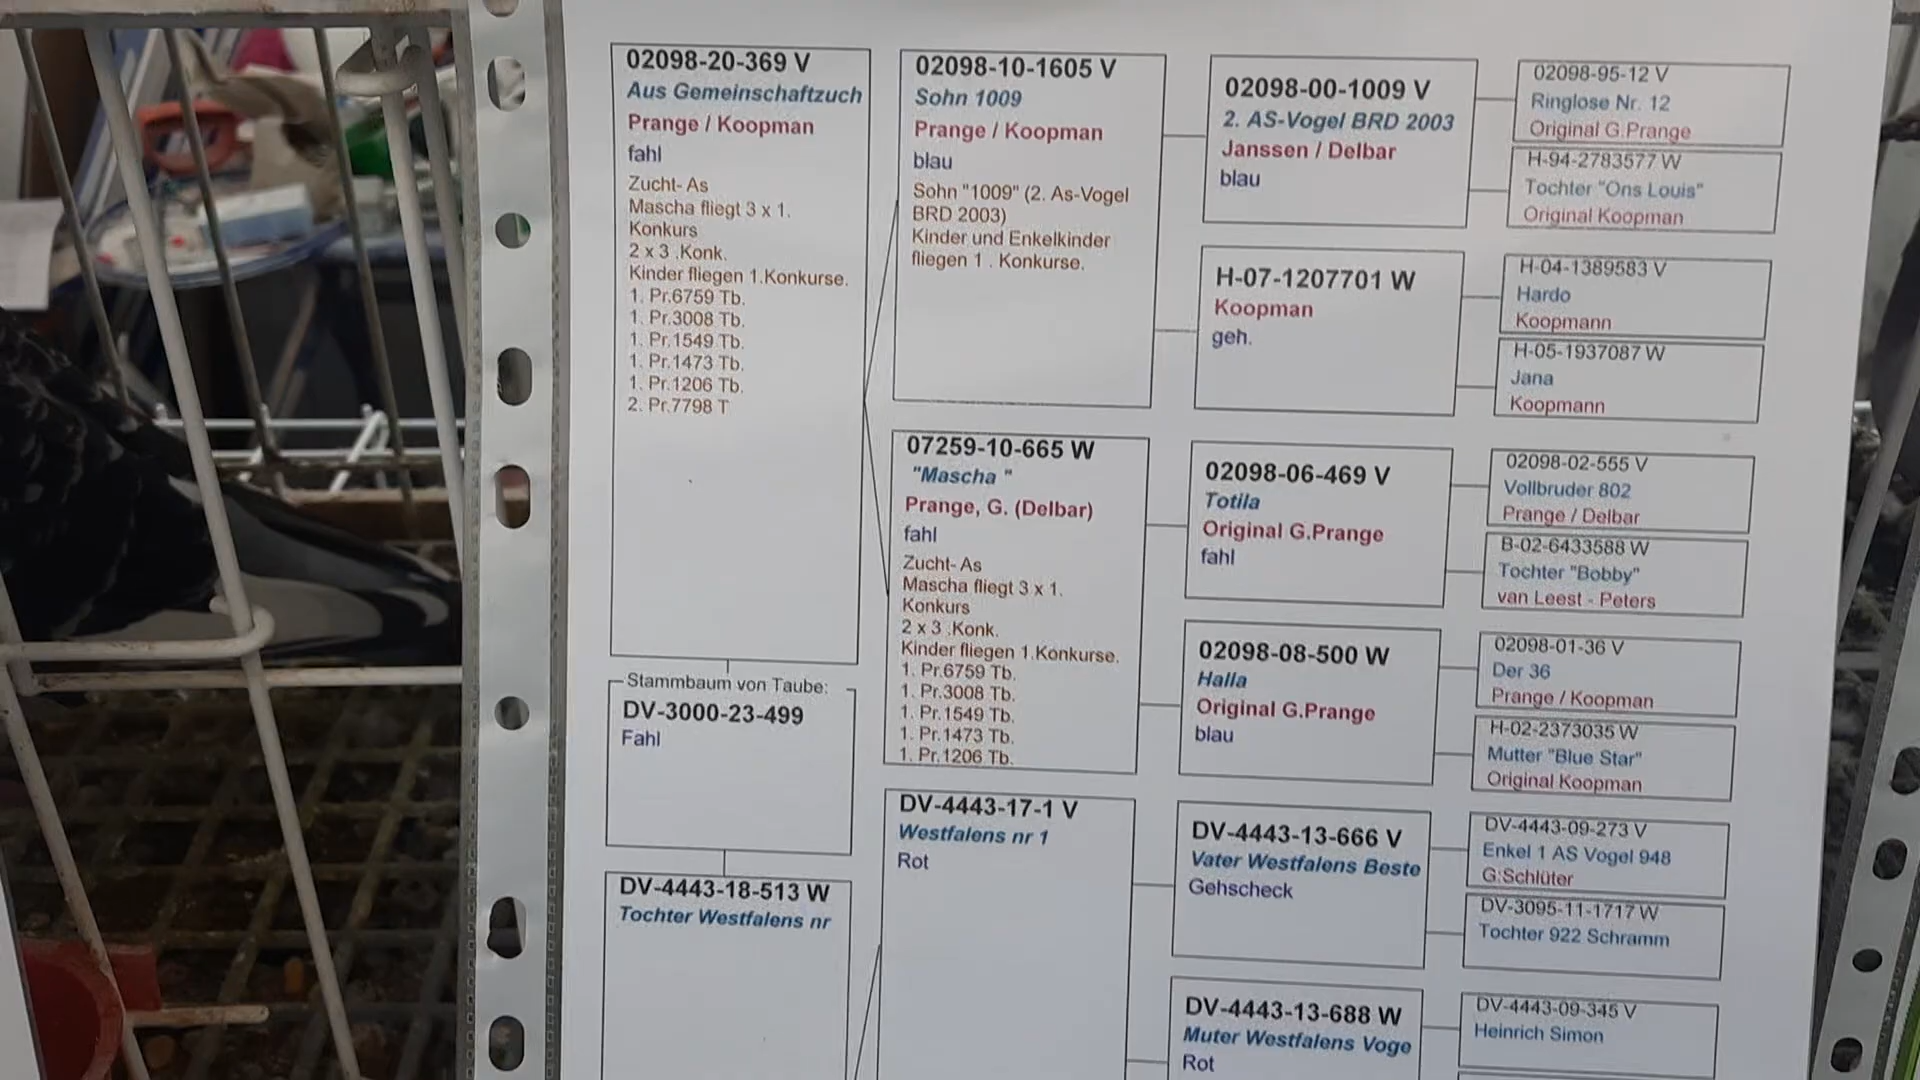 02098-20-369 V
Aus Gemeinschaftzuch
Prange / Koopman
fahl
Zucht- As
Mascha fliegt 3 x 1.
Konkurs
2 x 3 .Konk.
Kinder fliegen 1.Konkurse.
1. Pr.6759 Tb.
1. Pr.3008 Tb.
1. Pr.1549 Tb.
1. Pr.1473 Tb.
1. Pr.1206 Tb.
2. Pr.7798 T
Stammbaum von Taube:
DV-3000-23-499
Fahl
DV-4443-18-513 W
Tochter Westfalens nr
02098-10-1605 V
Sohn 1009
Prange / Koopman
blau
Sohn "1009" (2. As-Vogel
BRD 2003)
Kinder und Enkelkinder
fliegen 1 . Konkurse.
07259-10-665 W
"Mascha "
Prange, G. (Delbar)
fahl
Zucht- As
Mascha fliegt 3 x 1.
Konkurs
2 x 3 .Konk.
Kinder fliegen 1.Konkurse.
1. Pr.6759 Tb.
1. Pr.3008 Tb.
1. Pr.1549 Tb.
1. Pr.1473 Tb.
1. Pr.1206 Tb.
DV-4443-17-1 V
Westfalens nr 1
Rot
02098-00-1009 V
2. AS-Vogel BRD 2003
Janssen / Delbar
blau
H-07-1207701 W
Koopman
geh.
02098-06-469 V
Totila
Original G.Prange
fahl
02098-08-500 W
Halla
Original G.Prange
blau
DV-4443-13-666 V
Vater Westfalens Beste
Gehscheck
DV-4443-13-688 W
Muter Westfalens Voge
Rot
02098-95-12 V
Ringlose Nr. 12
Original G.Prange
H-94-2783577 W
Tochter "Ons Louis"
Original Koopman
H-04-1389583 V
Hardo
Koopmann
H-05-1937087 W
Jana
Koopmann
02098-02-555 V
Vollbruder 802
Prange / Delbar
B-02-6433588 W
Tochter "Bobby"
van Leest - Peters
02098-01-36 V
Der 36
Prange / Koopman
H-02-2373035 W
Mutter "Blue Star"
Original Koopman
DV-4443-09-273 V
Enkel 1 AS Vogel 948
G.Schlüter
DV-3095-11-1717 W
Tochter 922 Schramm
DV-4443-09-345 V
Heinrich Simon